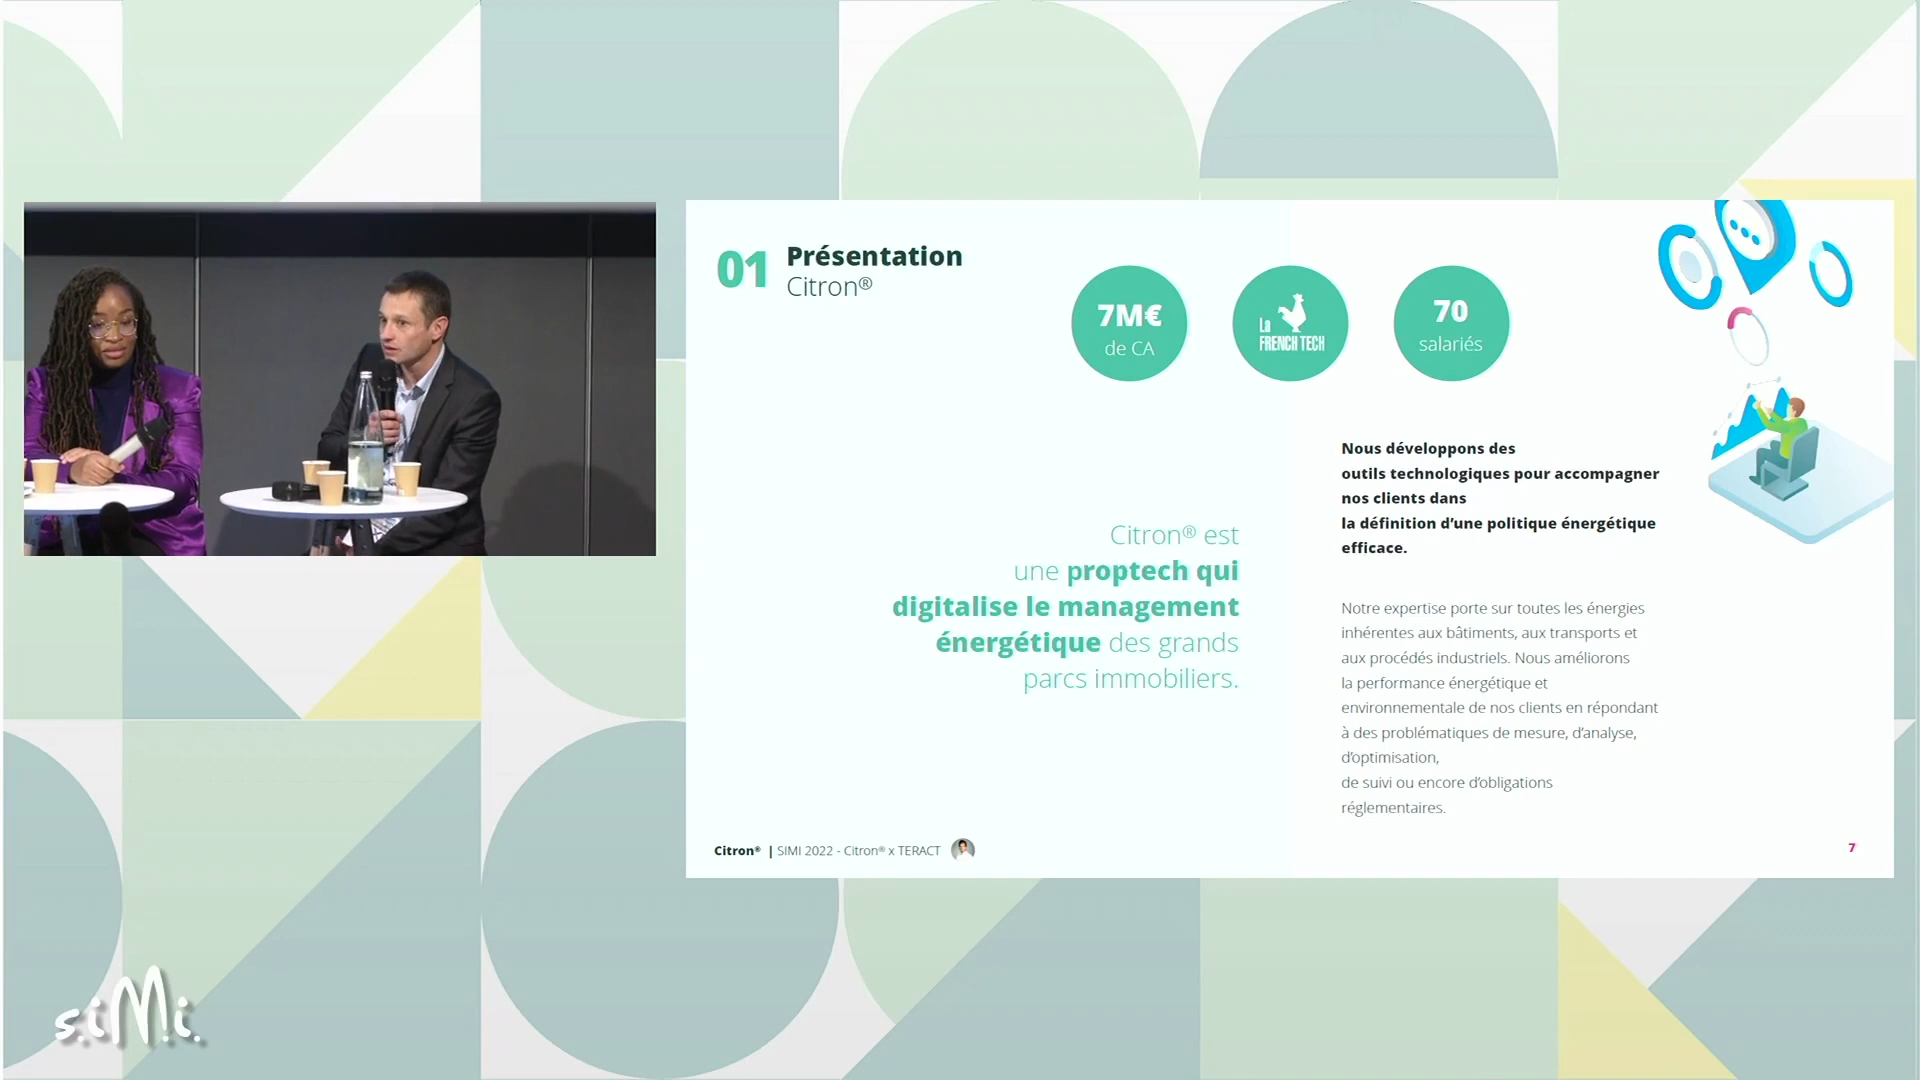 01
Présentation
Citron®
7M€
de CA
La
FRENCH TECH
70
salariés
Citron® est
une proptech qui
digitalise le management
énergétique des grands
parcs immobiliers.
Nous développons des
outils technologiques pour accompagner
nos clients dans
la définition d’une politique énergétique
efficace.
Notre expertise porte sur toutes les énergies
inhérentes aux bâtiments, aux transports et
aux procédés industriels. Nous améliorons
la performance énergétique et
environnementale de nos clients en répondant
à des problématiques de mesure, d’analyse,
d’optimisation,
de suivi ou encore d’obligations
réglementaires.
Citron® | SIMI 2022 - Citron® x TERACT
7
s.iMi.